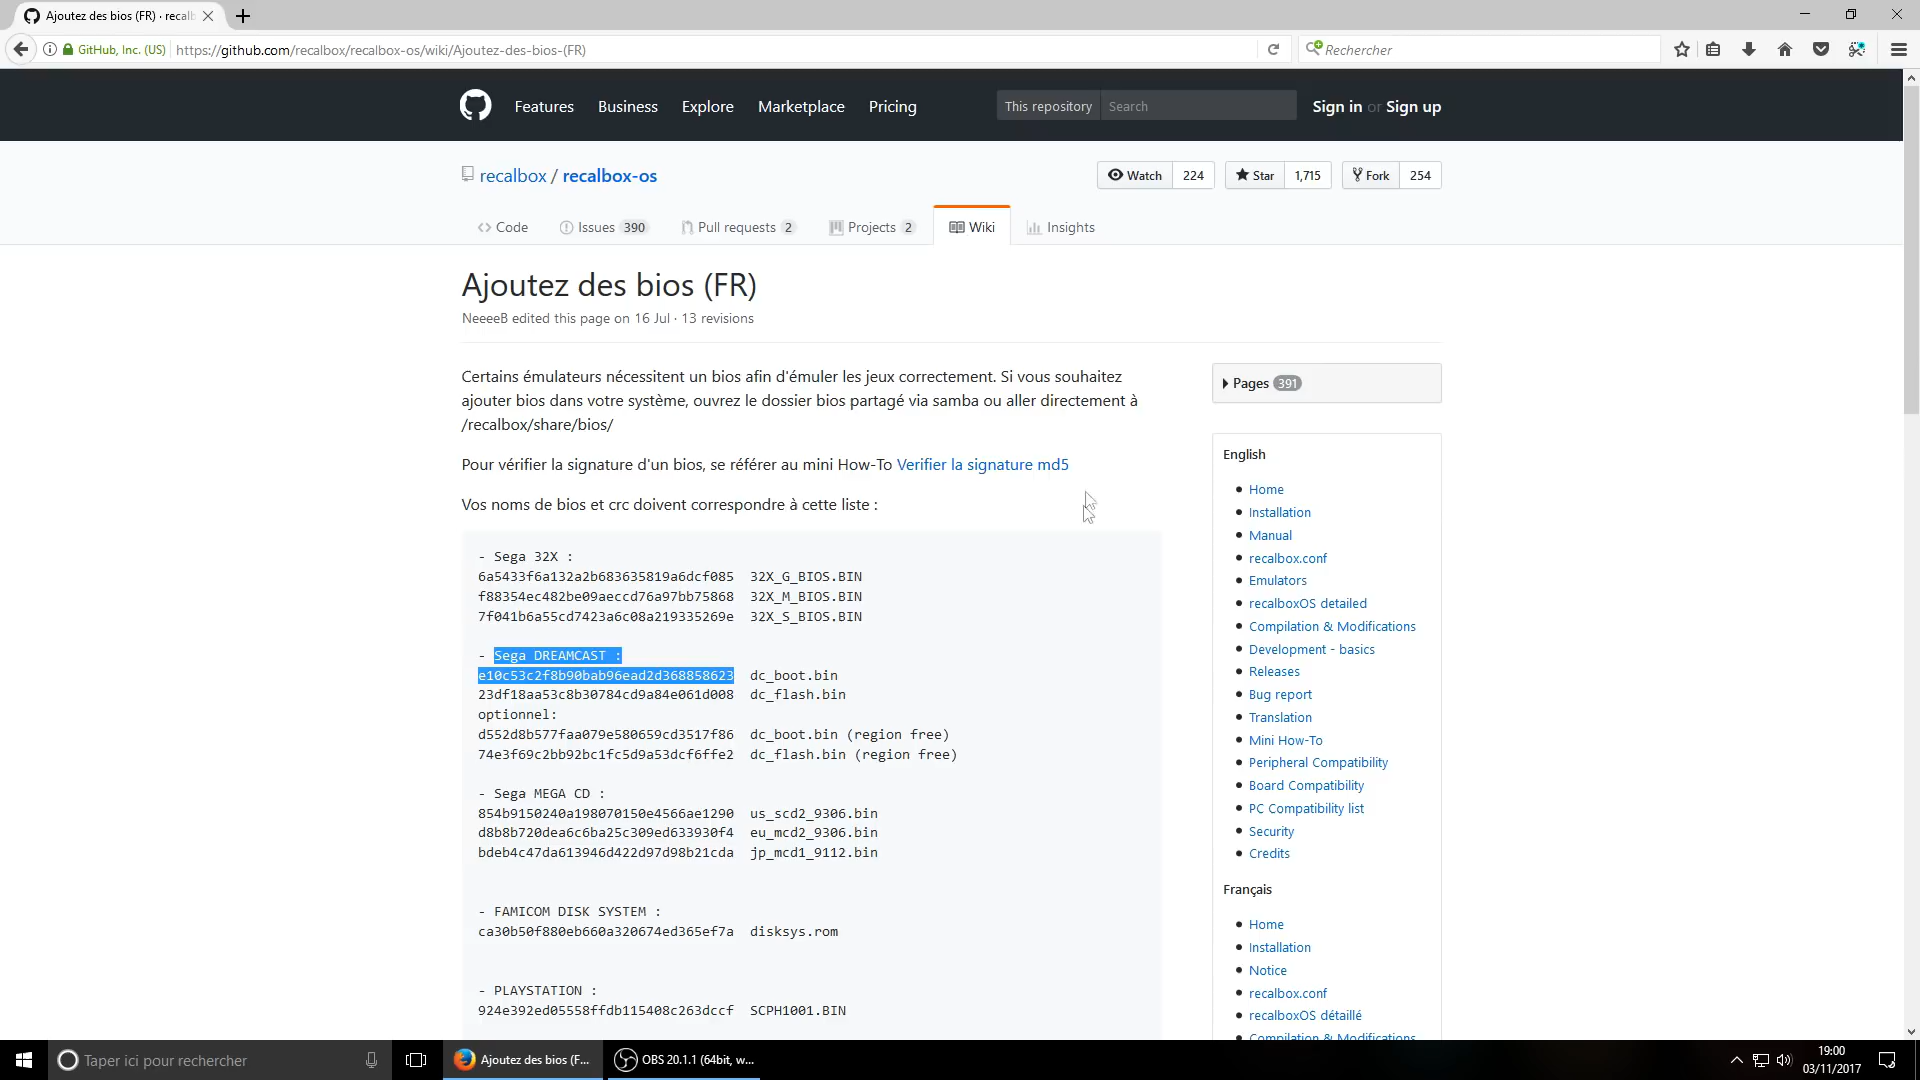 Ajoutez des bios (FR) · recalb
GitHub, Inc. (US)
https://github.com/recalbox/recalbox-os/wiki/Ajoutez-des-bios-(FR)
Rechercher
Features
Business
Explore
Marketplace
Pricing
This repository
Search
Sign in or Sign up
recalbox / recalbox-os
Watch 224
Star 1,715
Fork 254
Code
Issues 390
Pull requests 2
Projects 2
Wiki
Insights
Ajoutez des bios (FR)
NeeeeB edited this page on 16 Jul · 13 revisions
Certains émulateurs nécessitent un bios afin d'émuler les jeux correctement. Si vous souhaitez
ajouter bios dans votre système, ouvrez le dossier bios partagé via samba ou aller directement à
/recalbox/share/bios/
Pour vérifier la signature d'un bios, se référer au mini How-To Verifier la signature md5
Vos noms de bios et crc doivent correspondre à cette liste :
- Sega 32X :
6a5433f6a132a2b683635819a6dcf085  32X_G_BIOS.BIN
f88354ec482be09aeccd76a97bb75868  32X_M_BIOS.BIN
7f041b6a55cd7423a6c08a219335269e  32X_S_BIOS.BIN
- Sega DREAMCAST :
e10c53c2f8b90bab96ead2d368858623  dc_boot.bin
23df18aa53c8b30784cd9a84e061d008  dc_flash.bin
optionnel:
d552d8b577faa079e580659cd3517f86  dc_boot.bin (region free)
74e3f69c2bb92bc1fc5d9a53dcf6ffe2  dc_flash.bin (region free)
- Sega MEGA CD :
854b9150240a198070150e4566ae1290  us_scd2_9306.bin
d8b8b720dea6c6ba25c309ed633930f4  eu_mcd2_9306.bin
bdeb4c47da613946d422d97d98b21cda  jp_mcd1_9112.bin
- FAMICOM DISK SYSTEM :
ca30b50f880eb660a320674ed365ef7a  disksys.rom
- PLAYSTATION :
924e392ed05558ffdb115408c263dccf  SCPH1001.BIN
Pages 391
English
Home
Installation
Manual
recalbox.conf
Emulators
recalboxOS detailed
Compilation & Modifications
Development - basics
Releases
Bug report
Translation
Mini How-To
Peripheral Compatibility
Board Compatibility
PC Compatibility list
Security
Credits
Français
Home
Installation
Notice
recalbox.conf
recalboxOS détaillé
Compilation & Modifications
Taper ici pour rechercher
Ajoutez des bios (F...
OBS 20.1.1 (64bit, w...
19:00
03/11/2017